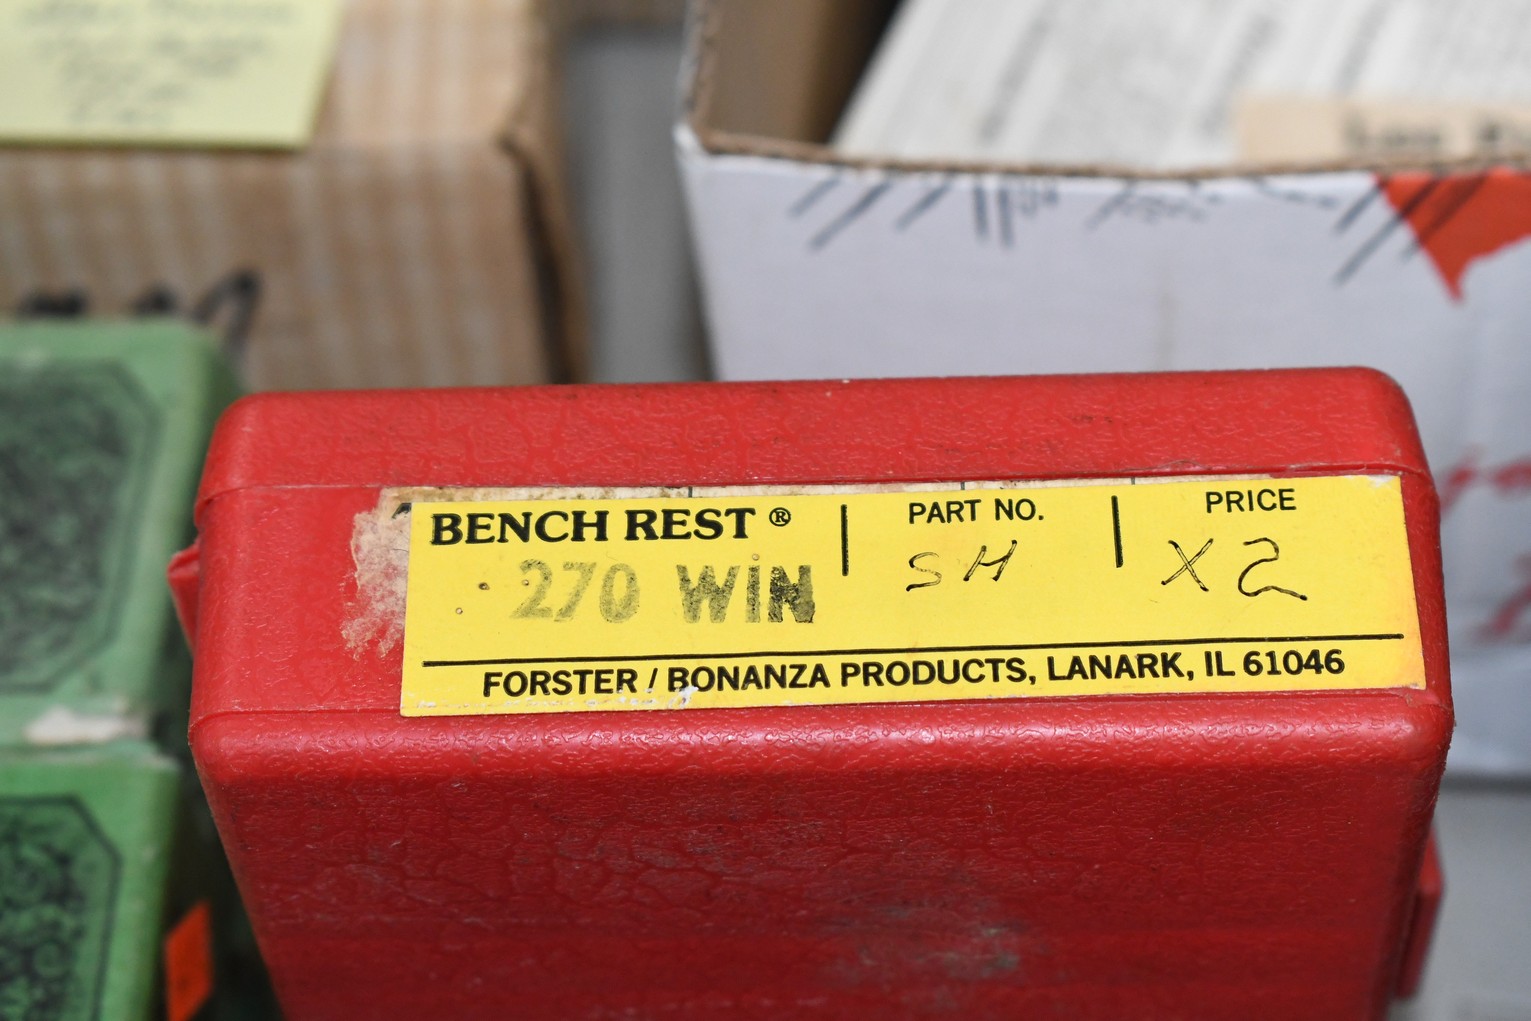 BENCH REST ® | PART NO. | PRICE
270 WIN SH X2
FORSTER / BONANZA PRODUCTS, LANARK, IL 61046